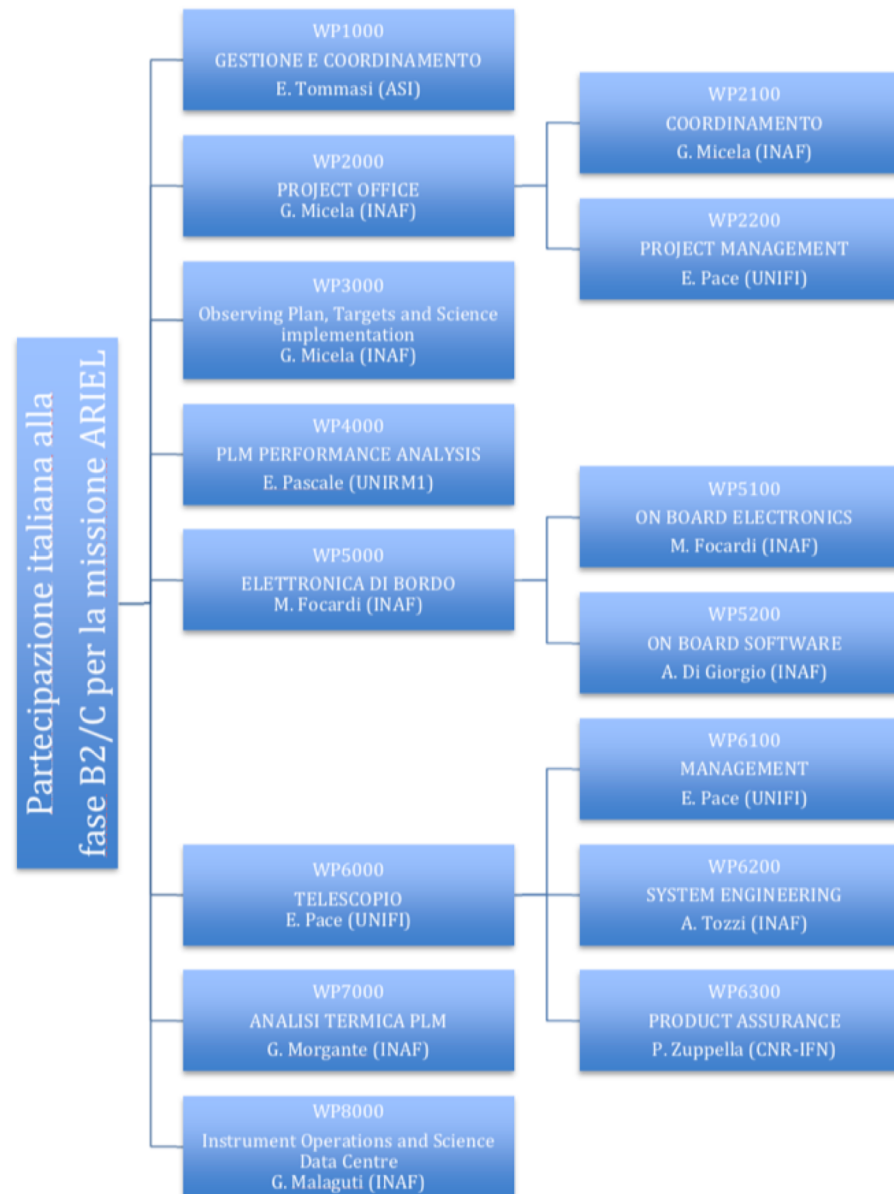 Partecipazione italiana alla
fase B2/C per la missione ARIEL
WP1000
GESTIONE E COORDINAMENTO
E. Tommasi (ASI)
WP2000
PROJECT OFFICE
G. Micela (INAF)
WP2100
COORDINAMENTO
G. Micela (INAF)
WP2200
PROJECT MANAGEMENT
E. Pace (UNIFI)
WP3000
Observing Plan, Targets and Science
implementation
G. Micela (INAF)
WP4000
PLM PERFORMANCE ANALYSIS
E. Pascale (UNIRM1)
WP5000
ELETTRONICA DI BORDO
M. Focardi (INAF)
WP5100
ON BOARD ELECTRONICS
M. Focardi (INAF)
WP5200
ON BOARD SOFTWARE
A. Di Giorgio (INAF)
WP6000
TELESCOPIO
E. Pace (UNIFI)
WP6100
MANAGEMENT
E. Pace (UNIFI)
WP6200
SYSTEM ENGINEERING
A. Tozzi (INAF)
WP6300
PRODUCT ASSURANCE
P. Zuppella (CNR-IFN)
WP7000
ANALISI TERMICA PLM
G. Morgante (INAF)
WP8000
Instrument Operations and Science
Data Centre
G. Malaguti (INAF)